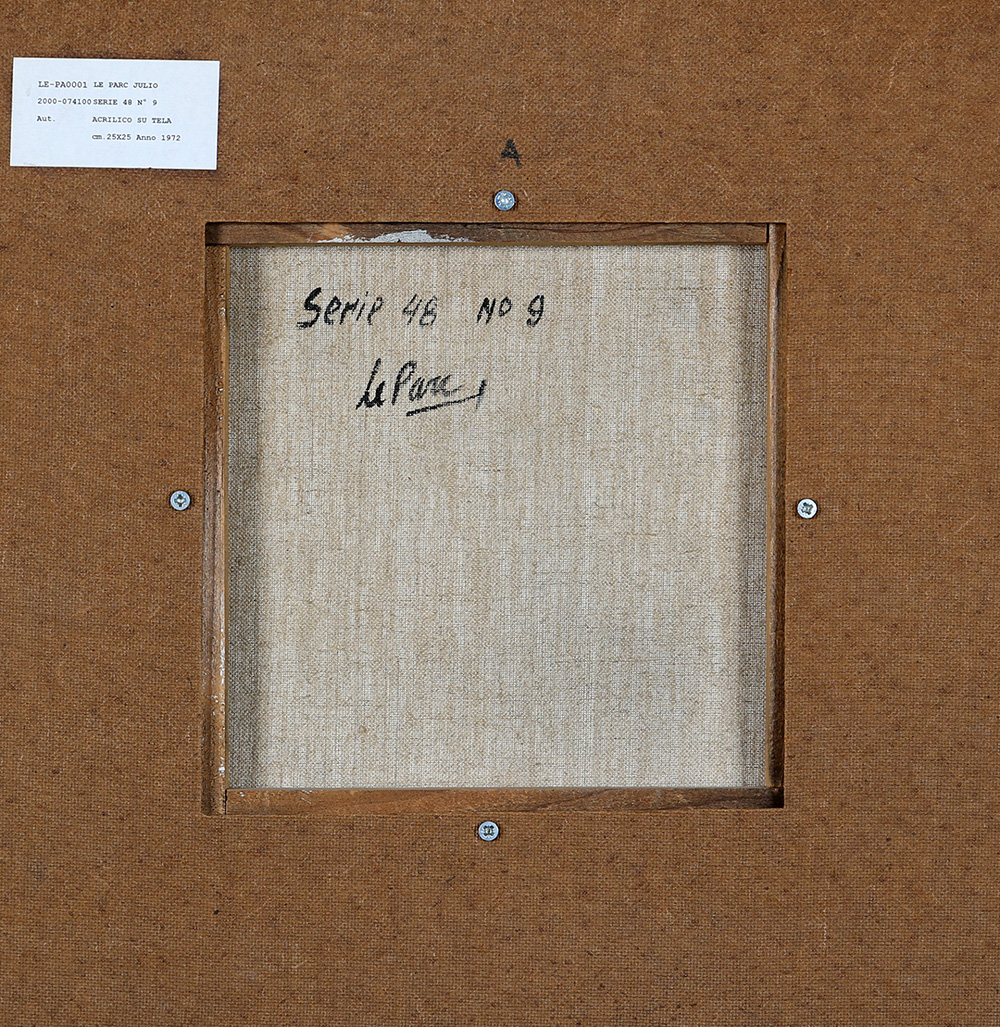 LE-PA0001 LE PARC JULIO
2000-074100 SERIE 48 N° 9
Aut. ACRILICO SU TELA
cm.25X25 Anno 1972
A
Serie 48 No 9
Le Parc